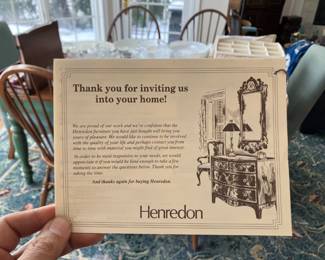 Thank you for inviting us
into your home!
We are proud of our work and we're confident that the
Henredon furniture you have just bought will bring you
years of pleasure. We would like to continue to be involved
with the quality of your life and perhaps contact you from
time to time with material you might find of great interest.
In order to be most responsive to your needs, we would
appreciate it if you would be kind enough to take a few
moments to answer the questions below. Thank you for
taking the time.
And thanks again for buying Henredon.
Henredon